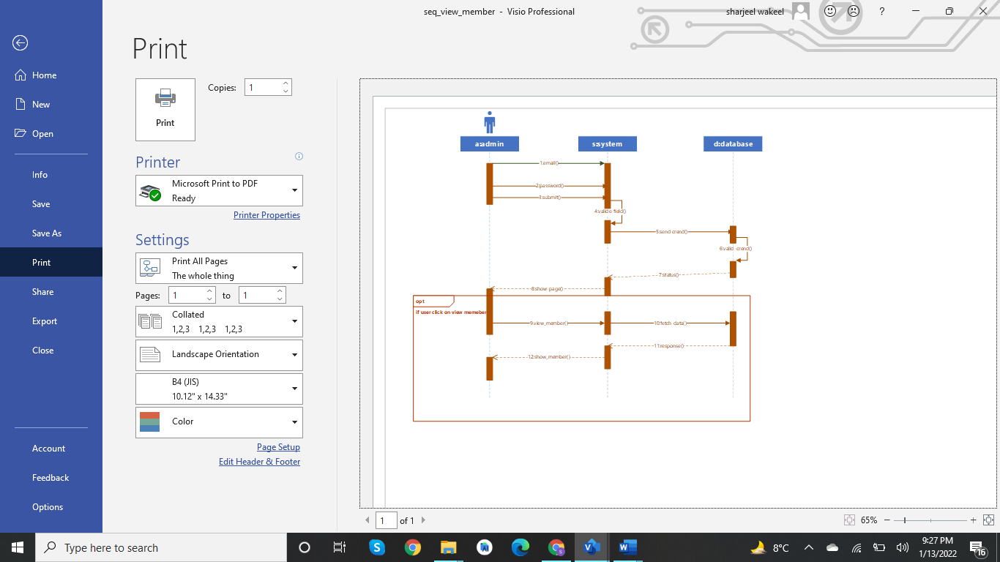 seq_view_member - Visio Professional
sharjeel wakeel
?
Print
Home
New
Open
Info
Save
Save As
Print
Share
Export
Close
Account
Feedback
Options
Print
Copies: 1
Printer
Microsoft Print to PDF
Ready
Printer Properties
Settings
Print All Pages
The whole thing
Pages: 1 to 1
Collated
1,2,3 1,2,3 1,2,3
Landscape Orientation
B4 (JIS)
10.12" x 14.33"
Color
Page Setup
Edit Header & Footer
a:admin
s:system
d:database
1:email()
2:password()
3:submit()
4:valid e field()
5:send crend()
6:valid crend()
7:status()
8:show page()
opt
if user click on view memeber
9.view_member()
10:fetch data()
11:response()
12:show_member()
1 of 1
65%
Type here to search
8°C
9:27 PM
1/13/2022
16